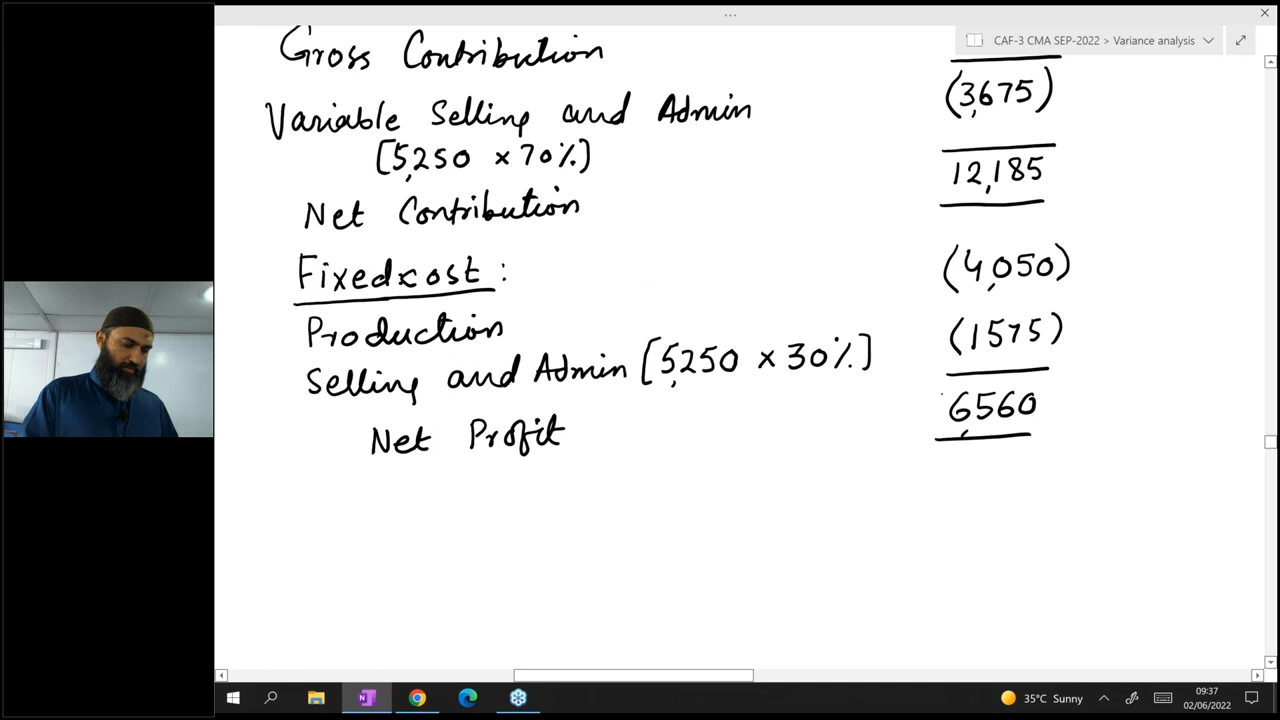 CAF-3 CMA SEP-2022 > Variance analysis
Gross Contribution
(3,675)
Variable Selling and Admin
[5,250 x 70%]
12,185
Net Contribution
Fixed cost :
(4,050)
Production
(1575)
Selling and Admin [5,250 x 30%]
6,560
Net Profit
35°C Sunny
09:37
02/06/2022